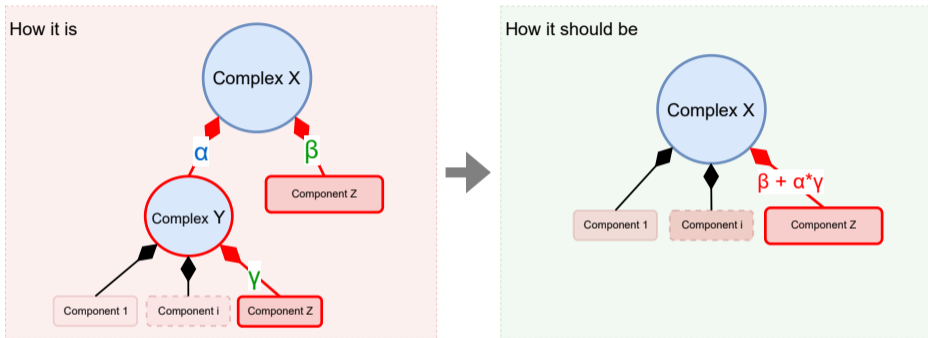 How it is
Complex X
α
β
Component Z
Complex Y
γ
Component 1
Component i
Component Z
How it should be
Complex X
β + α*γ
Component 1
Component i
Component Z